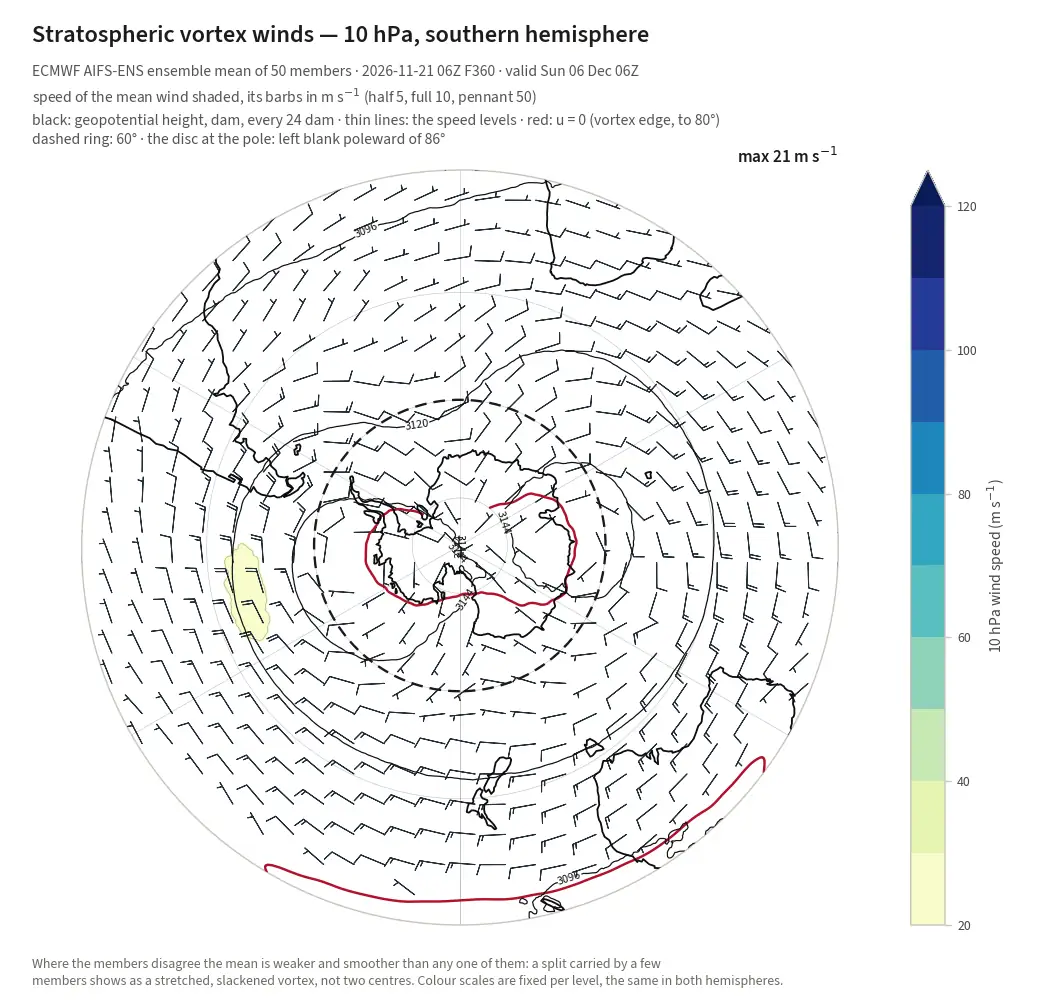 Stratospheric vortex winds — 10 hPa, southern hemisphere
ECMWF AIFS-ENS ensemble mean of 50 members · 2026-11-21 06Z F360 · valid Sun 06 Dec 06Z
speed of the mean wind shaded, its barbs in m s⁻¹ (half 5, full 10, pennant 50)
black: geopotential height, dam, every 24 dam · thin lines: the speed levels · red: u = 0 (vortex edge, to 80°)
dashed ring: 60° · the disc at the pole: left blank poleward of 86°
max 21 m s⁻¹
120
100
80
60
40
20
10 hPa wind speed (m s⁻¹)
3096
3120
3144
3144
3096
Where the members disagree the mean is weaker and smoother than any one of them: a split carried by a few
members shows as a stretched, slackened vortex, not two centres. Colour scales are fixed per level, the same in both hemispheres.